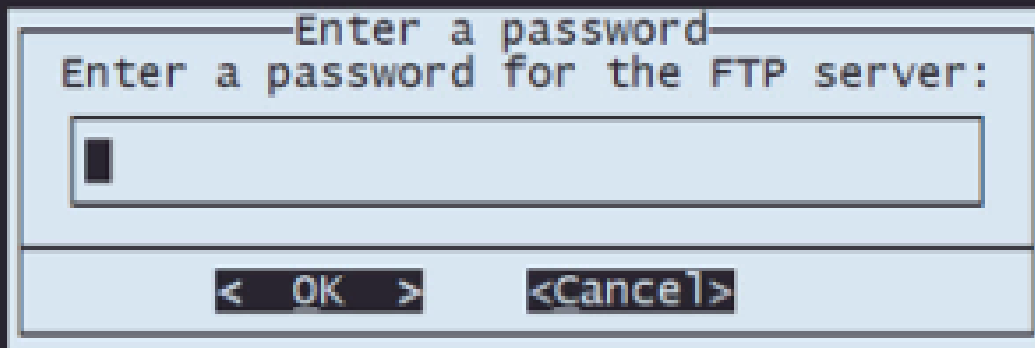 Enter a password
Enter a password for the FTP server:
<  OK  >    <Cancel>